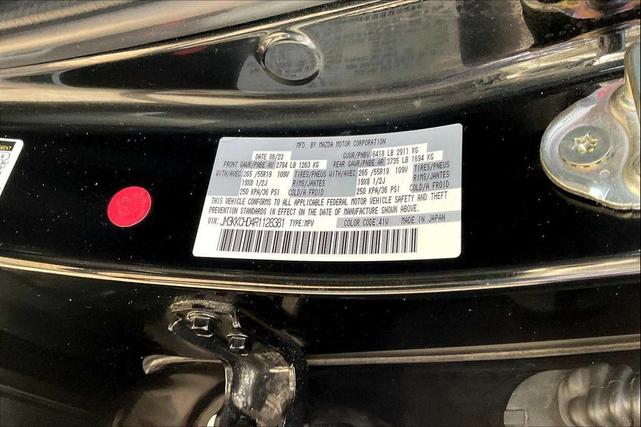 MFD. BY MAZDA MOTOR CORPORATION
DATE 08/23 GVWR/PNBV 6418 LB 2911 KG
FRONT GAWR/PNBE AV 2784 LB 1263 KG REAR GAWR/PNBE AR 3735 LB 1694 KG
WITH/AVEC 265 /55R19 109V TIRES/PNEUS WITH/AVEC 265 /55R19 109V TIRES/PNEUS
19X8 1/2J RIMS/JANTES 19X8 1/2J RIMS/JANTES
250 KPA/36 PSI COLD/A FROID 250 KPA/36 PSI COLD/A FROID
THIS VEHICLE CONFORMS TO ALL APPLICABLE FEDERAL MOTOR VEHICLE SAFETY AND THEFT
PREVENTION STANDARDS IN EFFECT ON THE DATE OF MANUFACTURE SHOWN ABOVE. MADE IN JAPAN
VIN: JM3KKCHD4R1128381 TYPE:MPV COLOR CODE:41W